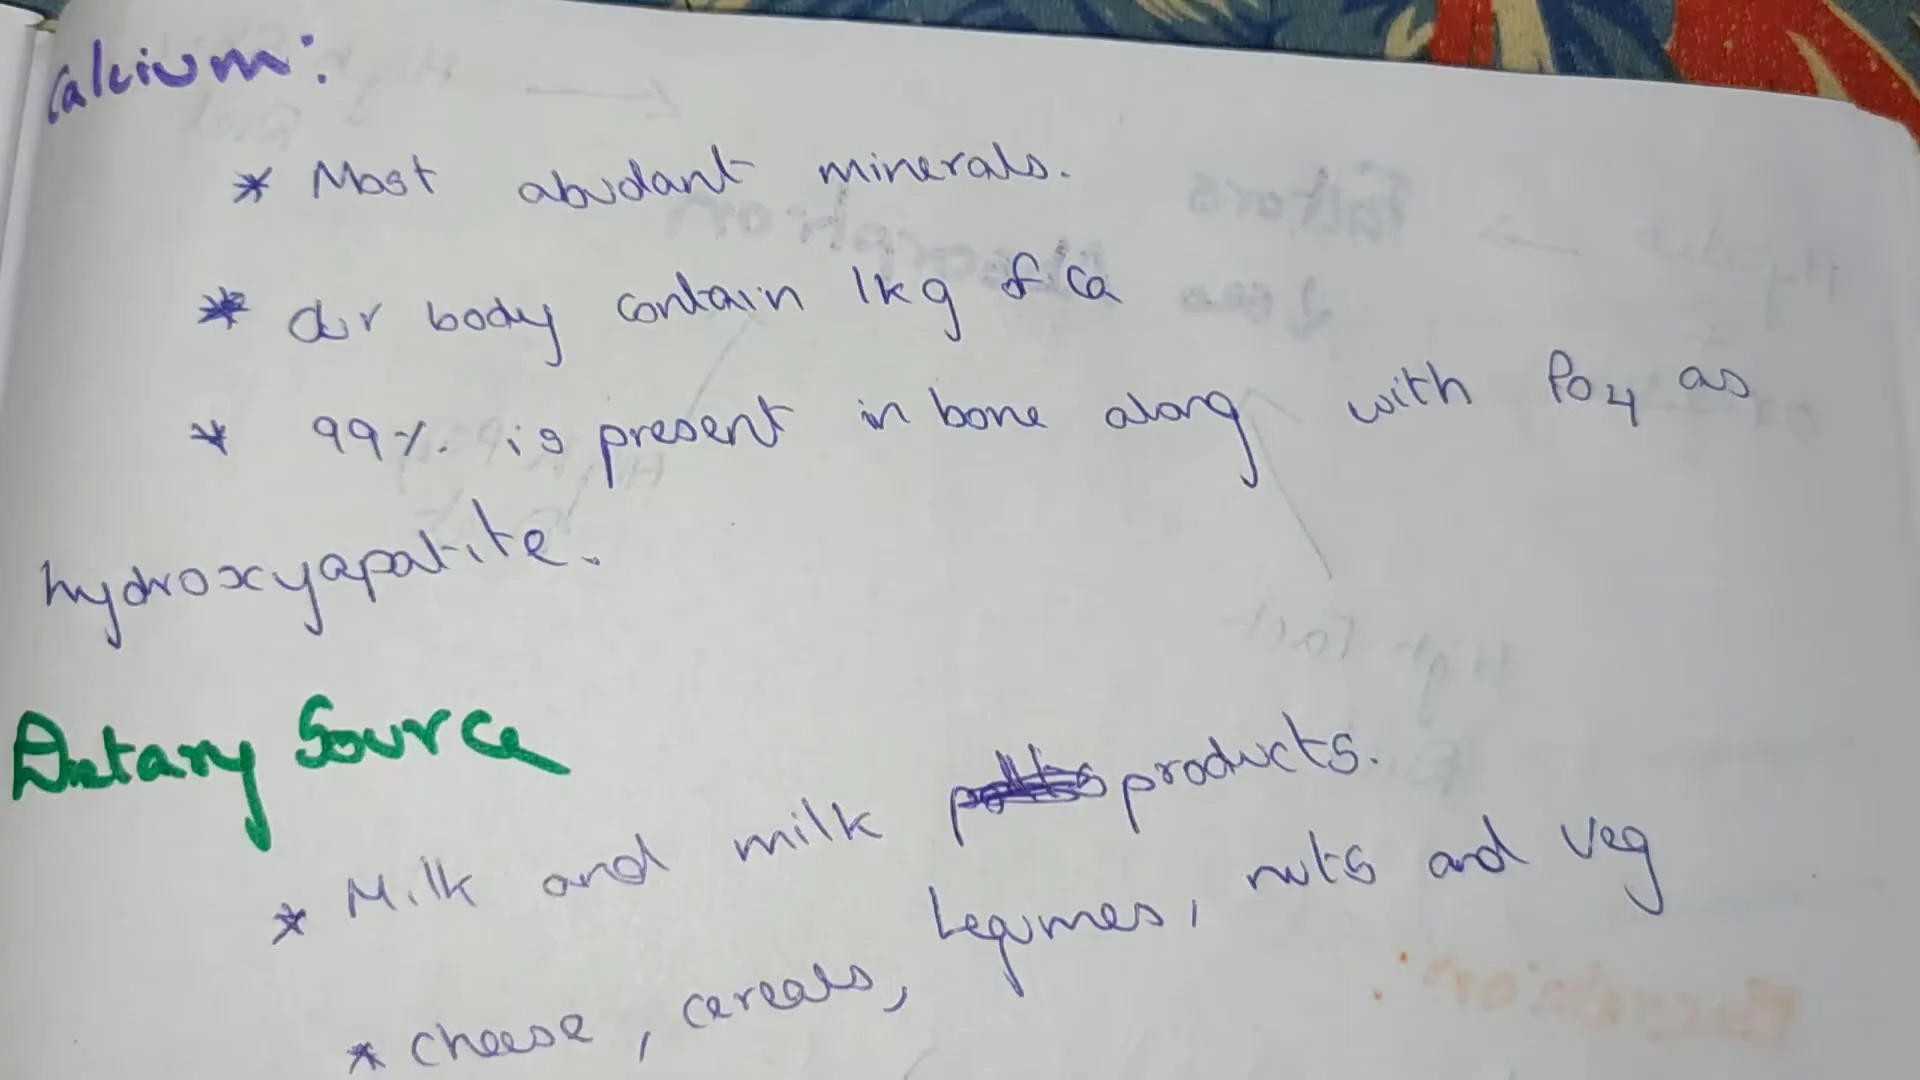 Calcium:
* Most abudant minerals.
* our body contain 1kg of Ca
* 99% is present in bone along with PO4 as
hydroxyapatite.
Dietary Source
* Milk and milk products.
* cheese, cereals, legumes, nuts and veg